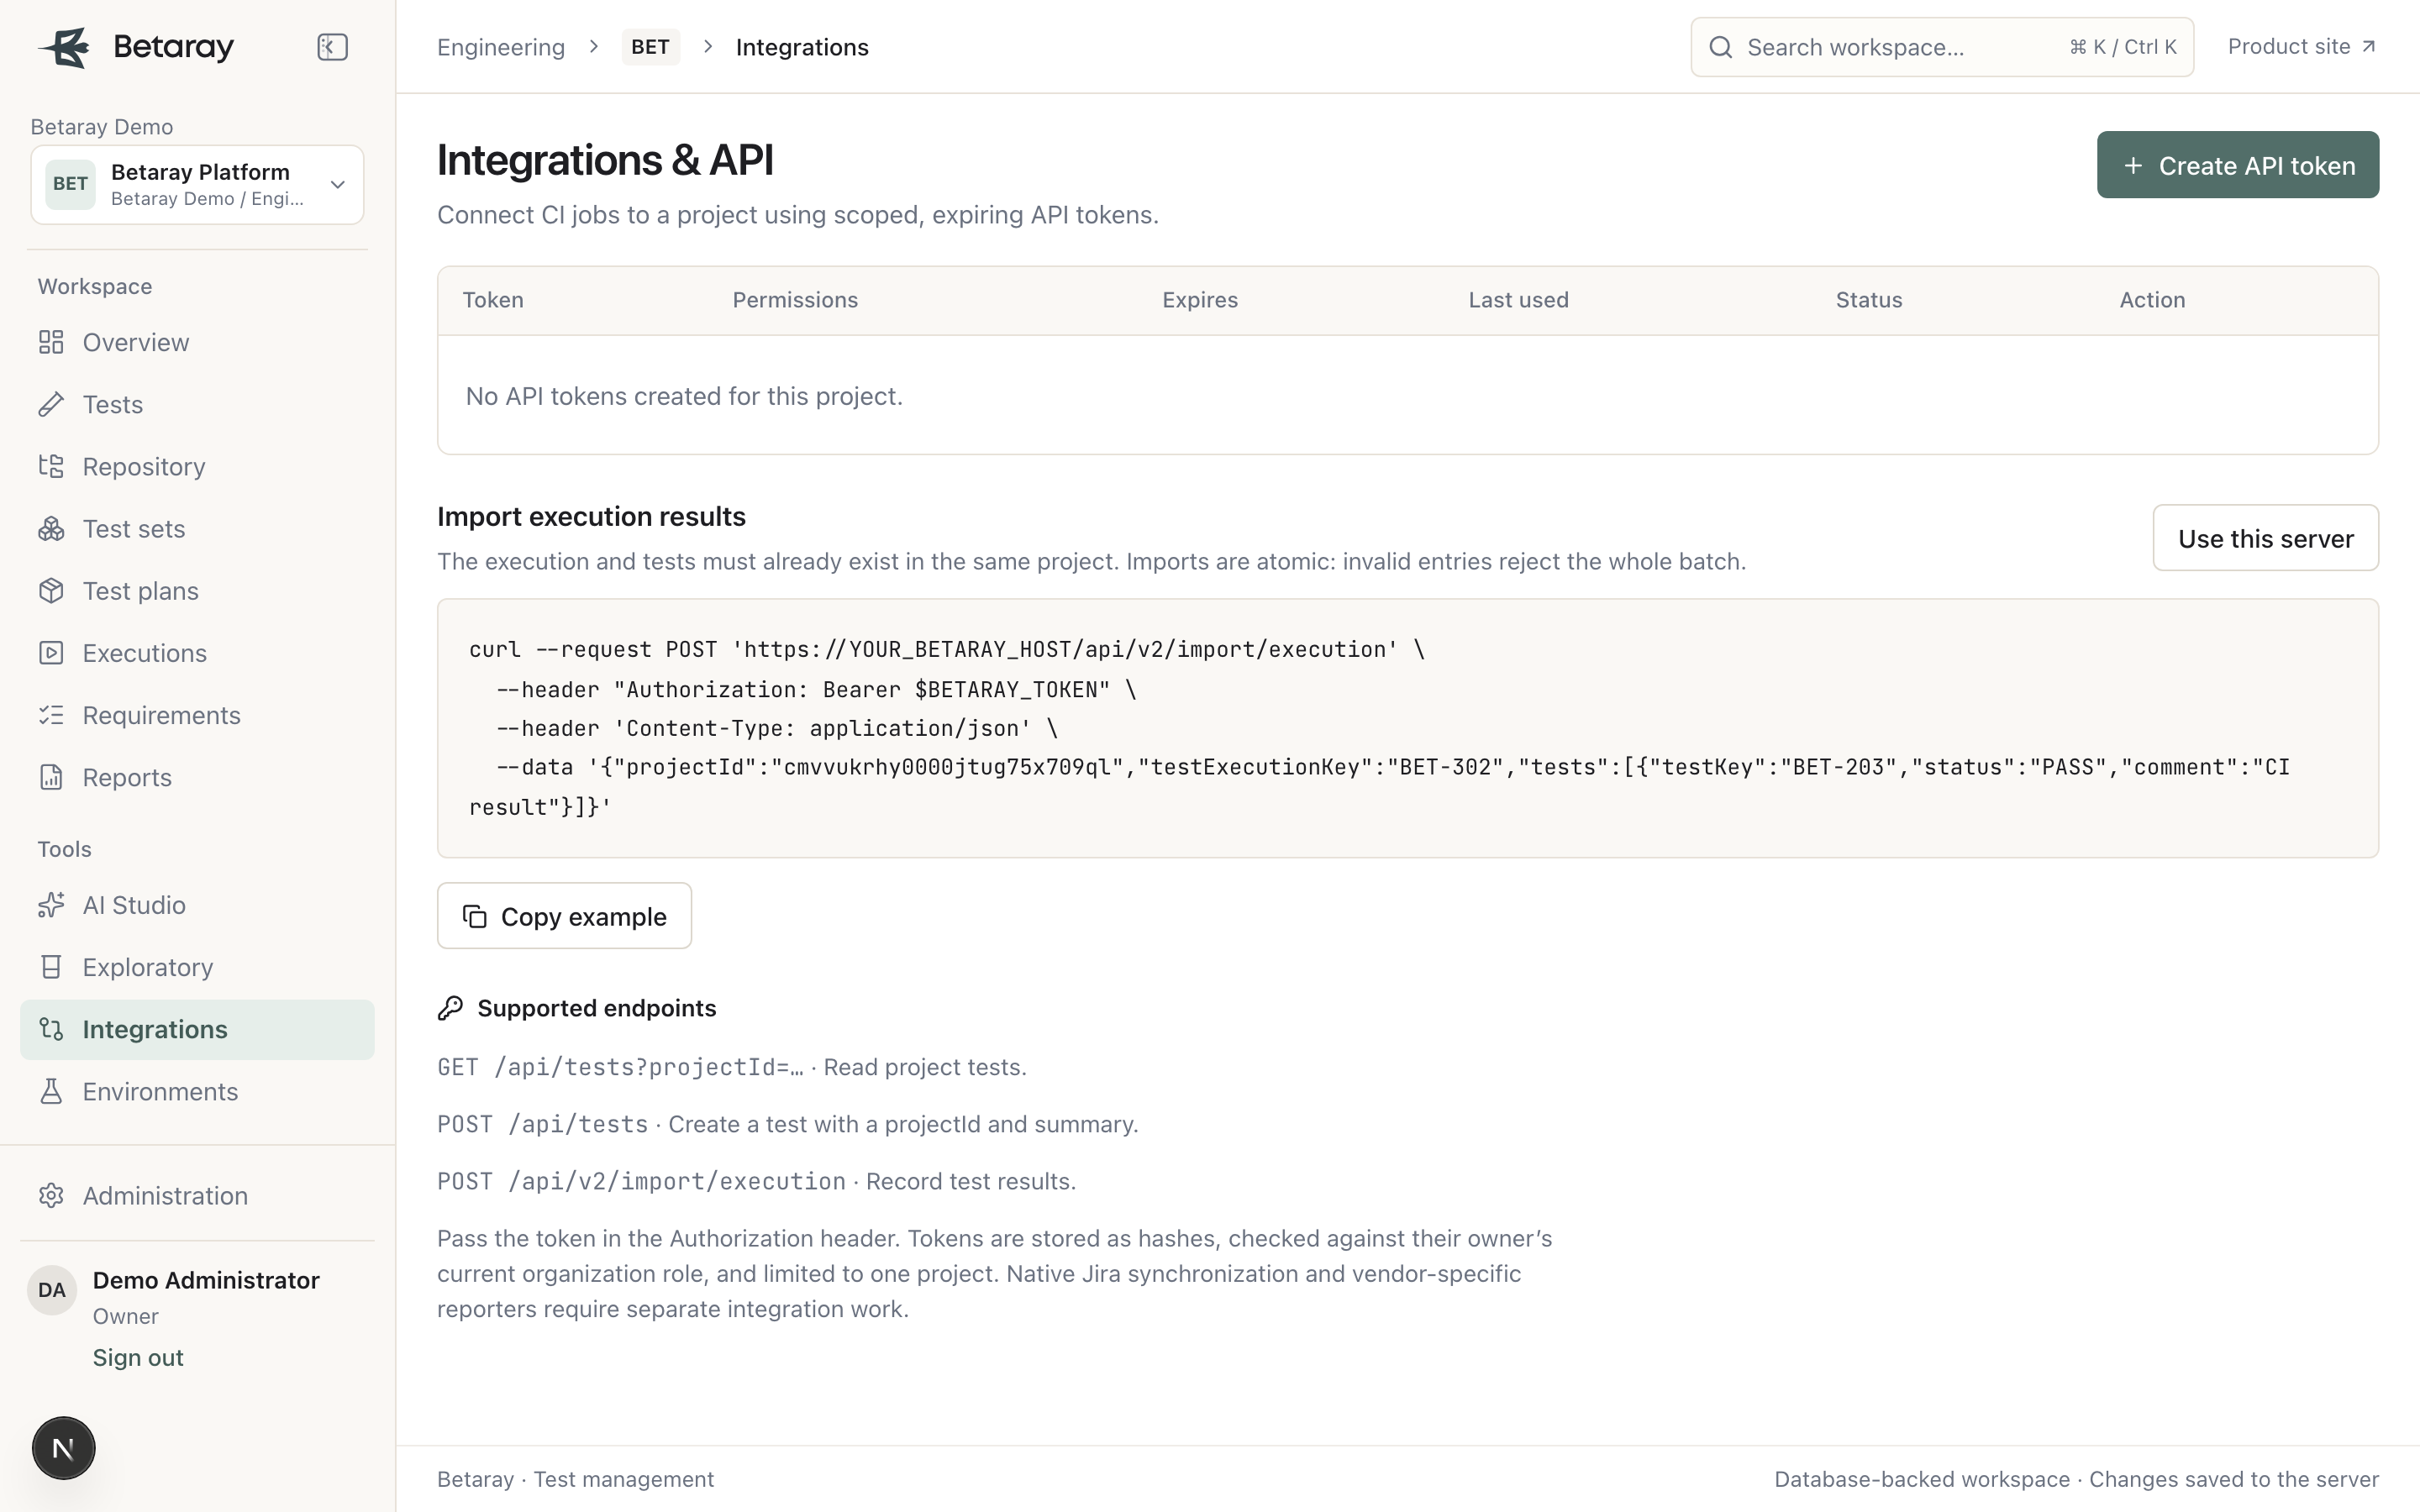 Betaray
Betaray Demo
BET
Betaray Platform
Betaray Demo / Engi...
Workspace
Overview
Tests
Repository
Test sets
Test plans
Executions
Requirements
Reports
Tools
AI Studio
Exploratory
Integrations
Environments
Administration
DA
Demo Administrator
Owner
Sign out
N
Engineering > BET > Integrations
Search workspace... ⌘ K / Ctrl K
Product site ↗
Integrations & API
Connect CI jobs to a project using scoped, expiring API tokens.
+ Create API token
Token Permissions Expires Last used Status Action
No API tokens created for this project.
Import execution results
The execution and tests must already exist in the same project. Imports are atomic: invalid entries reject the whole batch.
Use this server
curl --request POST 'https://YOUR_BETARAY_HOST/api/v2/import/execution' \
  --header "Authorization: Bearer $BETARAY_TOKEN" \
  --header 'Content-Type: application/json' \
  --data '{"projectId":"cmvvukrhy0000jtug75x709ql","testExecutionKey":"BET-302","tests":[{"testKey":"BET-203","status":"PASS","comment":"CI
result"}]}'
Copy example
Supported endpoints
GET /api/tests?projectId=… · Read project tests.
POST /api/tests · Create a test with a projectId and summary.
POST /api/v2/import/execution · Record test results.
Pass the token in the Authorization header. Tokens are stored as hashes, checked against their owner’s
current organization role, and limited to one project. Native Jira synchronization and vendor-specific
reporters require separate integration work.
Betaray · Test management
Database-backed workspace · Changes saved to the server